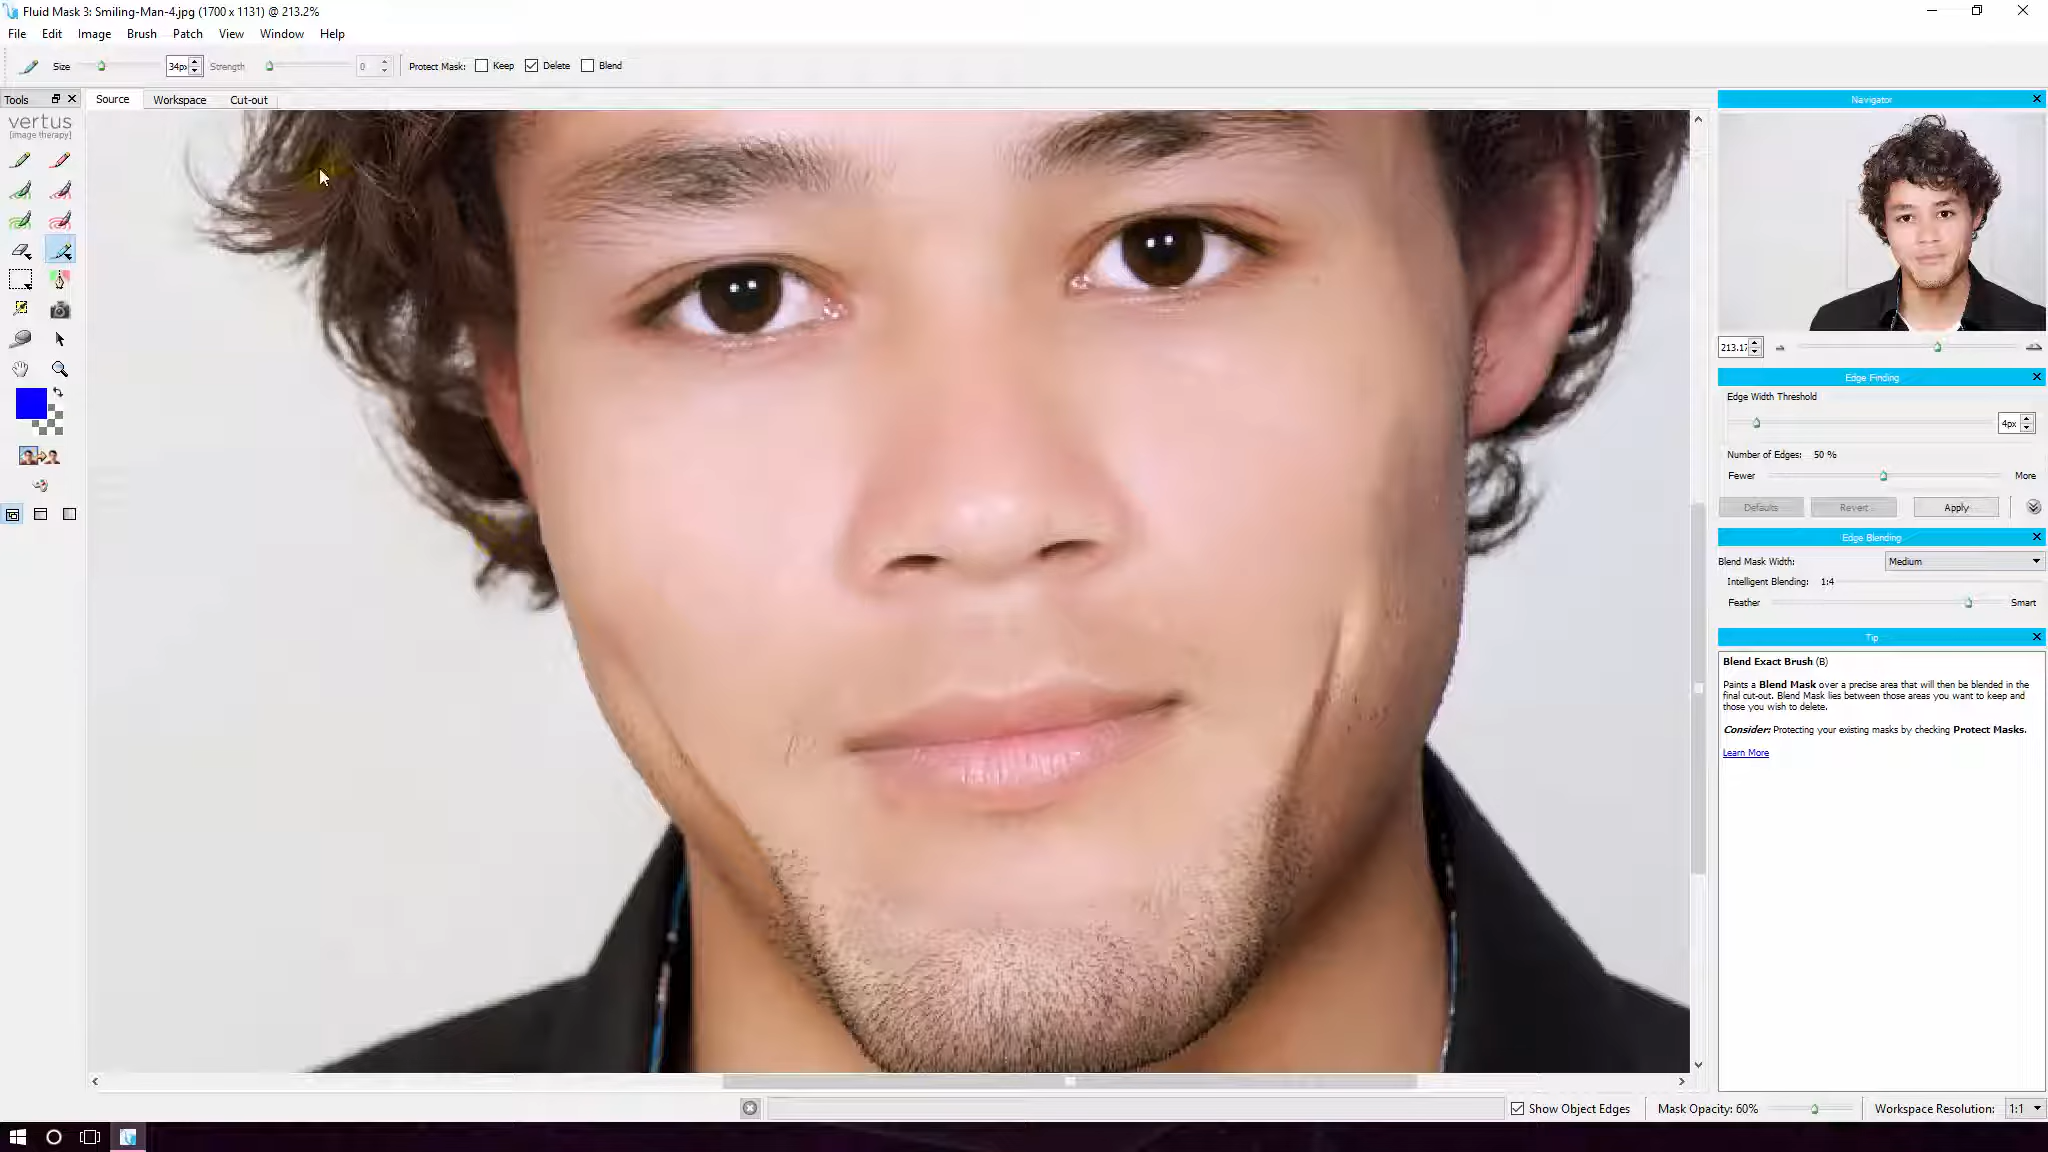 Fluid Mask 3: Smiling-Man-4.jpg (1700 x 1131) @ 213.2%
File Edit Image Brush Patch View Window Help
Size 34px Strength 0 Protect Mask: Keep Delete Blend
Tools
Source Workspace Cut-out
Navigator
vertus
[image therapy]
213.17
Edge Finding
Edge Width Threshold
4px
Number of Edges: 50 %
Fewer More
Defaults Revert Apply
Edge Blending
Blend Mask Width: Medium
Intelligent Blending: 1:4
Feather Smart
Tip
Blend Exact Brush (B)
Paints a Blend Mask over a precise area that will then be blended in the
final cut-out. Blend Mask lies between those areas you want to keep and
those you wish to delete.
Consider: Protecting your existing masks by checking Protect Masks.
Learn More
Show Object Edges Mask Opacity: 60% Workspace Resolution: 1:1